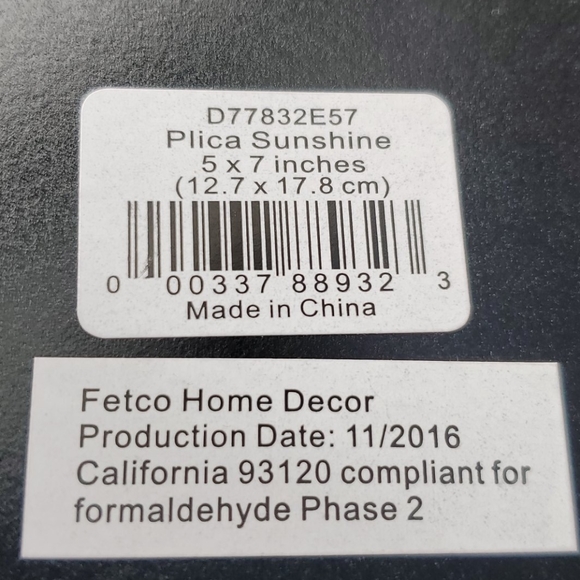 D77832E57
Plica Sunshine
5 x 7 inches
(12.7 x 17.8 cm)
0 00337 88932 3
Made in China
Fetco Home Decor
Production Date: 11/2016
California 93120 compliant for
formaldehyde Phase 2